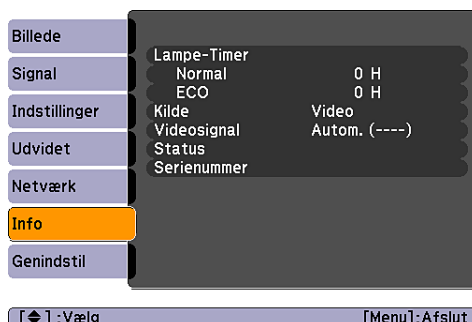 Billede
Signal
Indstillinger
Udvidet
Netværk
Info
Genindstil
Lampe-Timer
Normal 0 H
ECO 0 H
Kilde Video
Videosignal Autom. (----)
Status
Serienummer
[◆] :Vælg [Menu]:Afslut